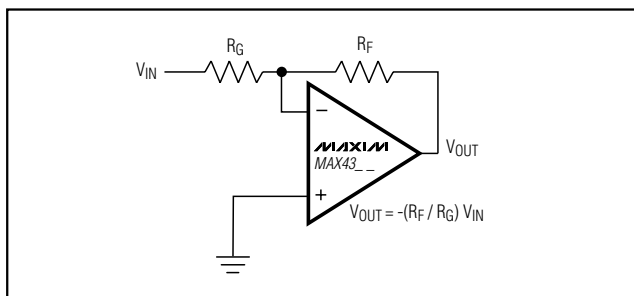 R_G
R_F
V_IN
−
MAXIM
MAX43_ _
V_OUT
+
V_OUT = -(R_F / R_G) V_IN